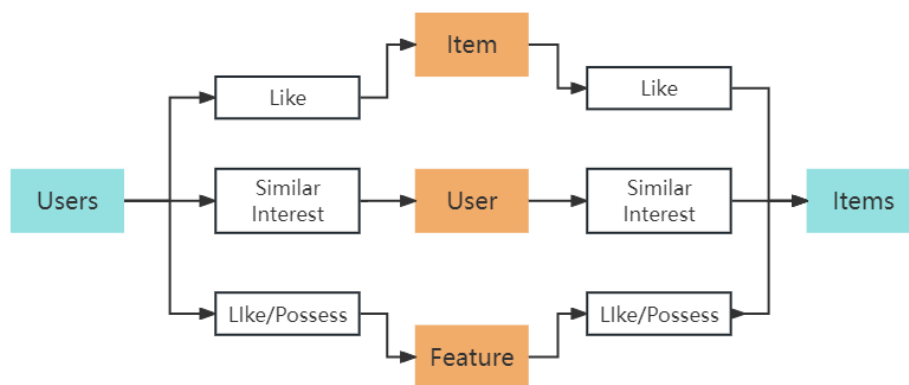 Item
Like
Like
Users
Similar
Interest
User
Similar
Interest
Items
LIke/Possess
LIke/Possess
Feature